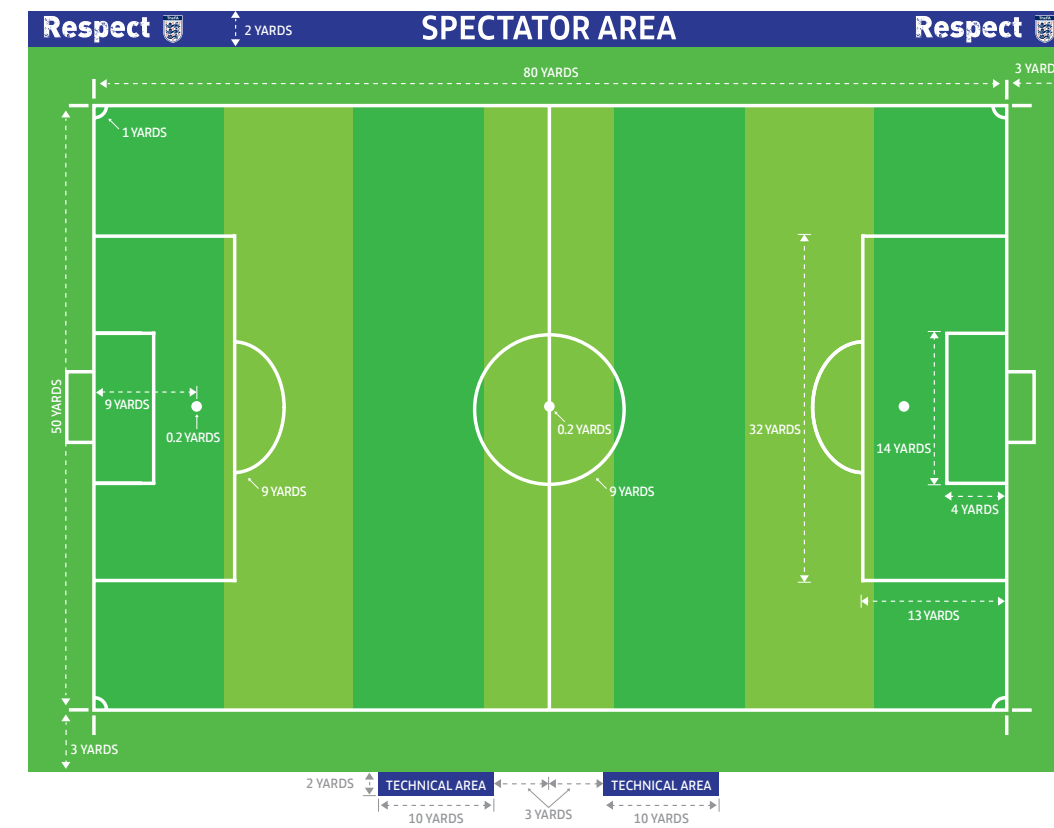 Respect
2 YARDS
SPECTATOR AREA
Respect
80 YARDS
3 YARD
1 YARDS
50 YARDS
9 YARDS
0.2 YARDS
9 YARDS
0.2 YARDS
9 YARDS
32 YARDS
14 YARDS
4 YARDS
13 YARDS
3 YARDS
2 YARDS
TECHNICAL AREA
TECHNICAL AREA
10 YARDS
3 YARDS
10 YARDS